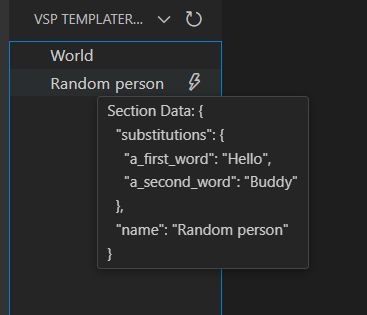 VSP TEMPLATER...
World
Random person
Section Data: {
"substitutions": {
"a_first_word": "Hello",
"a_second_word": "Buddy"
},
"name": "Random person"
}